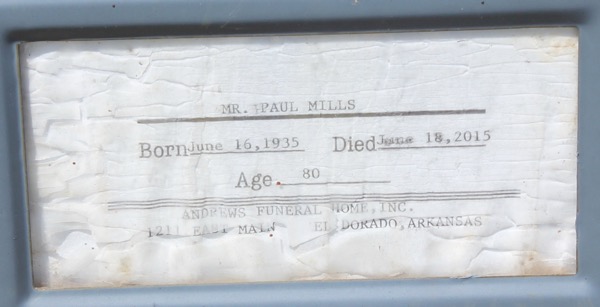 MR. PAUL MILLS
Born June 16,1935 Died June 18,2015
Age. 80
ANDREWS FUNERAL HOME, INC.
1211 EAST MAIN EL DORADO, ARKANSAS